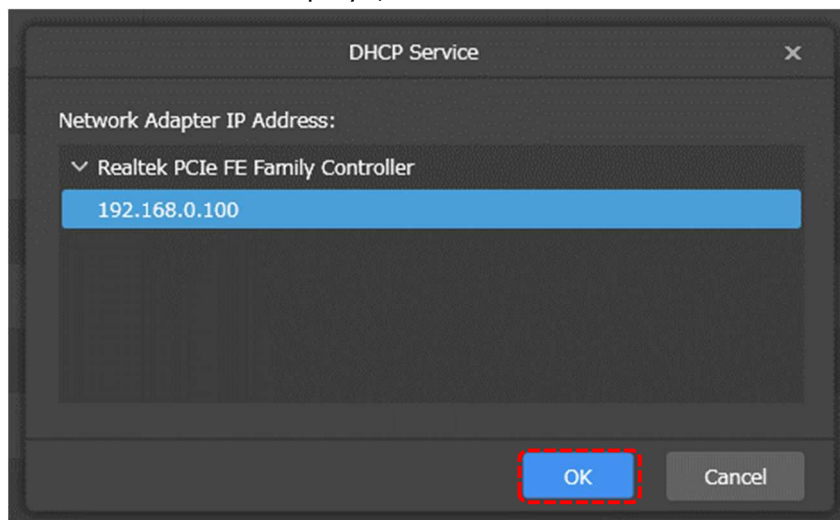 DHCP Service
Network Adapter IP Address:
Realtek PCIe FE Family Controller
192.168.0.100
OK
Cancel